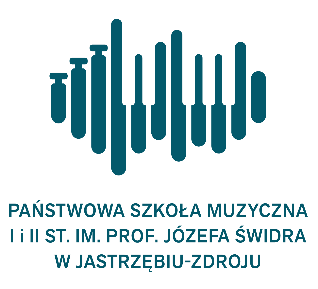 PAŃSTWOWA SZKOŁA MUZYCZNA
I i II ST. IM. PROF. JÓZEFA ŚWIDRA
W JASTRZĘBIU-ZDROJU